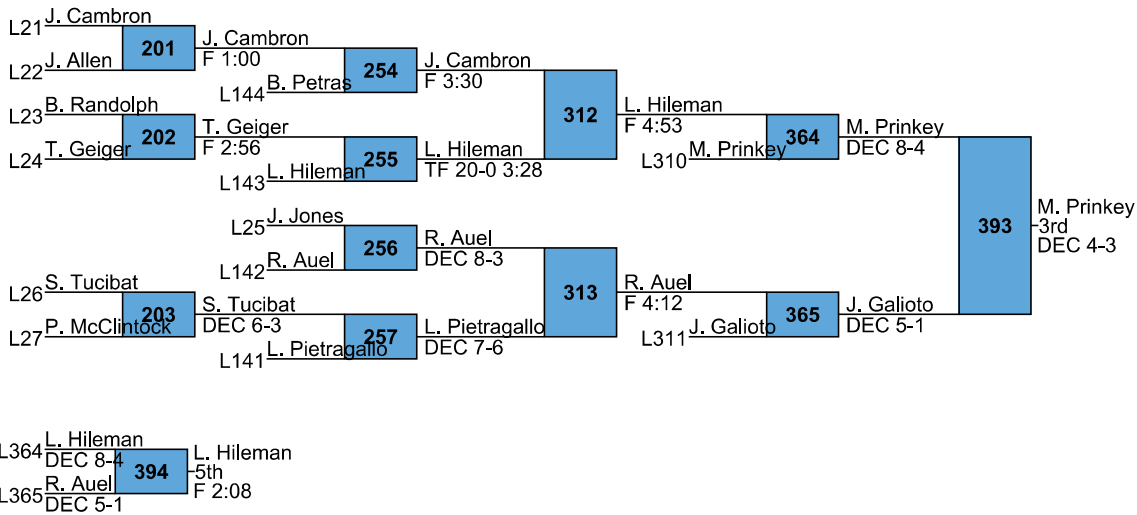 J. Cambron
L21
201
J. Cambron
F 1:00
J. Allen
L22
254
J. Cambron
F 3:30
B. Petras
L144
B. Randolph
L23
202
T. Geiger
F 2:56
T. Geiger
L24
255
L. Hileman
TF 20-0 3:28
L. Hileman
L143
312
L. Hileman
F 4:53
364
M. Prinkey
DEC 8-4
M. Prinkey
L310
J. Jones
L25
256
R. Auel
DEC 8-3
R. Auel
L142
313
R. Auel
F 4:12
S. Tucibat
L26
203
S. Tucibat
DEC 6-3
P. McClintock
L27
257
L. Pietragallo
DEC 7-6
L. Pietragallo
L141
365
J. Galioto
DEC 5-1
J. Galioto
L311
393
M. Prinkey
3rd
DEC 4-3
L. Hileman
L364
DEC 8-4
394
L. Hileman
5th
F 2:08
R. Auel
L365
DEC 5-1